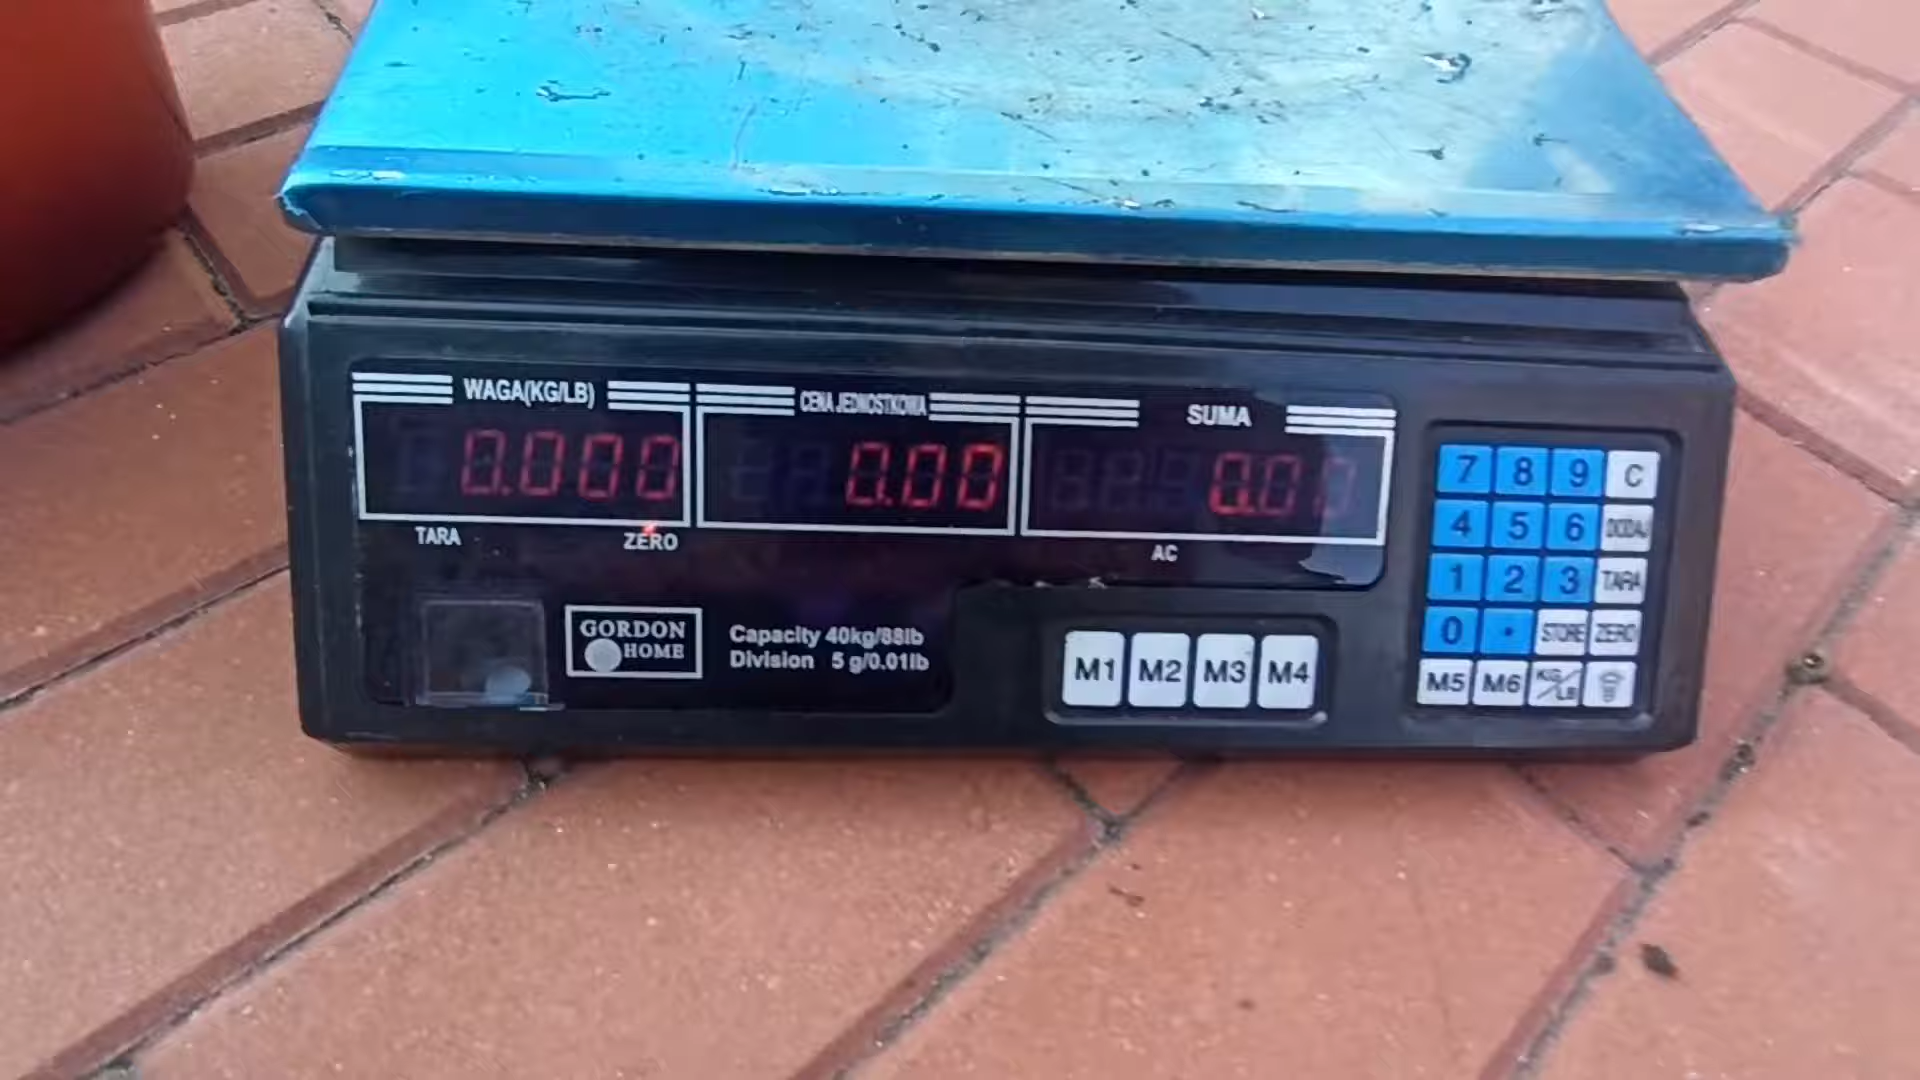 WAGA(KG/LB)
CENA JEDNOSTKOWA
SUMA
0.000
0.00
TARA
ZERO
AC
GORDON
HOME
Capacity 40kg/88lb
Division 5 g/0.01lb
M1 M2 M3 M4
7 8 9 C
4 5 6 DODAJ
1 2 3 TARA
0 . STORE ZERO
M5 M6 KG/LB